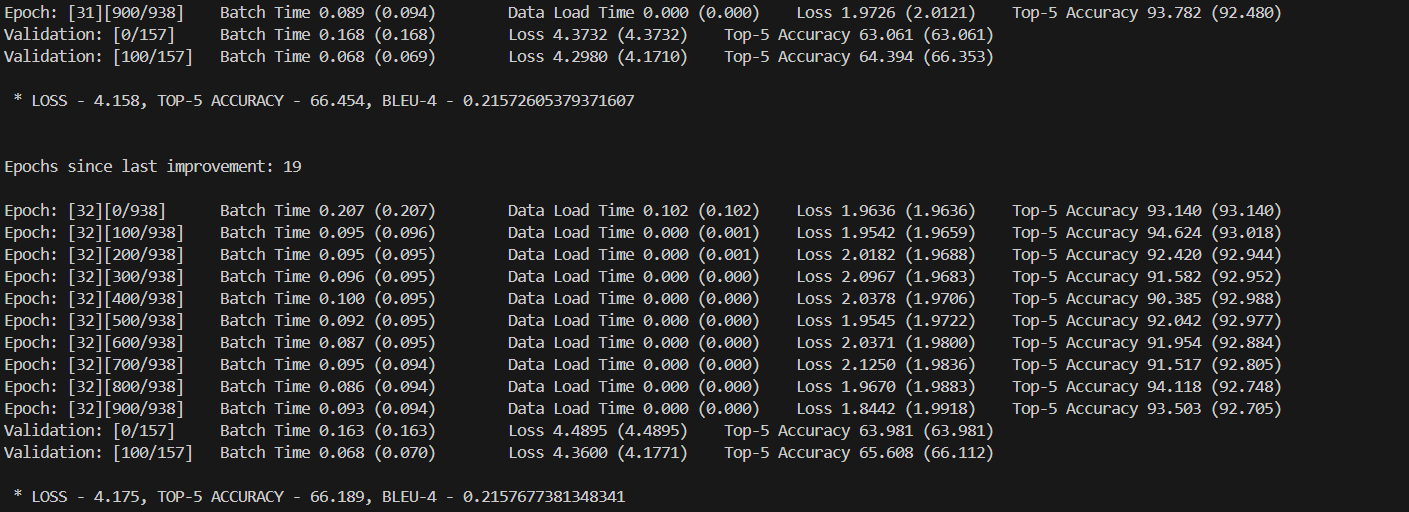 Epoch: [31][900/938] Batch Time 0.089 (0.094) Data Load Time 0.000 (0.000) Loss 1.9726 (2.0121) Top-5 Accuracy 93.782 (92.480)
Validation: [0/157] Batch Time 0.168 (0.168) Loss 4.3732 (4.3732) Top-5 Accuracy 63.061 (63.061)
Validation: [100/157] Batch Time 0.068 (0.069) Loss 4.2980 (4.1710) Top-5 Accuracy 64.394 (66.353)
* LOSS - 4.158, TOP-5 ACCURACY - 66.454, BLEU-4 - 0.21572605379371607
Epochs since last improvement: 19
Epoch: [32][0/938] Batch Time 0.207 (0.207) Data Load Time 0.102 (0.102) Loss 1.9636 (1.9636) Top-5 Accuracy 93.140 (93.140)
Epoch: [32][100/938] Batch Time 0.095 (0.096) Data Load Time 0.000 (0.001) Loss 1.9542 (1.9659) Top-5 Accuracy 94.624 (93.018)
Epoch: [32][200/938] Batch Time 0.095 (0.095) Data Load Time 0.000 (0.001) Loss 2.0182 (1.9688) Top-5 Accuracy 92.420 (92.944)
Epoch: [32][300/938] Batch Time 0.096 (0.095) Data Load Time 0.000 (0.000) Loss 2.0967 (1.9683) Top-5 Accuracy 91.582 (92.952)
Epoch: [32][400/938] Batch Time 0.100 (0.095) Data Load Time 0.000 (0.000) Loss 2.0378 (1.9706) Top-5 Accuracy 90.385 (92.988)
Epoch: [32][500/938] Batch Time 0.092 (0.095) Data Load Time 0.000 (0.000) Loss 1.9545 (1.9722) Top-5 Accuracy 92.042 (92.977)
Epoch: [32][600/938] Batch Time 0.087 (0.095) Data Load Time 0.000 (0.000) Loss 2.0371 (1.9800) Top-5 Accuracy 91.954 (92.884)
Epoch: [32][700/938] Batch Time 0.095 (0.094) Data Load Time 0.000 (0.000) Loss 2.1250 (1.9836) Top-5 Accuracy 91.517 (92.805)
Epoch: [32][800/938] Batch Time 0.086 (0.094) Data Load Time 0.000 (0.000) Loss 1.9670 (1.9883) Top-5 Accuracy 94.118 (92.748)
Epoch: [32][900/938] Batch Time 0.093 (0.094) Data Load Time 0.000 (0.000) Loss 1.8442 (1.9918) Top-5 Accuracy 93.503 (92.705)
Validation: [0/157] Batch Time 0.163 (0.163) Loss 4.4895 (4.4895) Top-5 Accuracy 63.981 (63.981)
Validation: [100/157] Batch Time 0.068 (0.070) Loss 4.3600 (4.1771) Top-5 Accuracy 65.608 (66.112)
* LOSS - 4.175, TOP-5 ACCURACY - 66.189, BLEU-4 - 0.2157677381348341